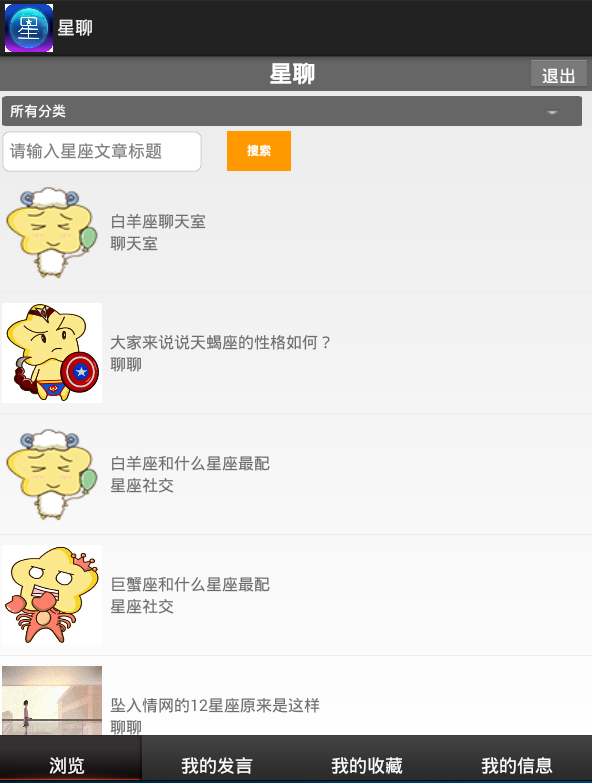 星
星聊
星聊
退出
所有分类
请输入星座文章标题
搜索
白羊座聊天室
聊天室
大家来说说天蝎座的性格如何？
聊聊
白羊座和什么星座最配
星座社交
巨蟹座和什么星座最配
星座社交
坠入情网的12星座原来是这样
聊聊
浏览
我的发言
我的收藏
我的信息